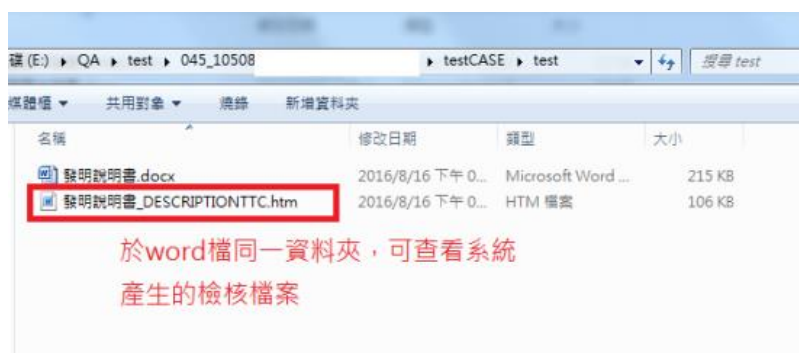 碟 (E:) ▸ QA ▸ test ▸ 045_10508 ▸ testCASE ▸ test 搜尋 test
媒體櫃 ▼ 共用對象 ▼ 燒錄 新增資料夾
名稱 修改日期 類型 大小
發明說明書.docx 2016/8/16 下午 0... Microsoft Word ... 215 KB
發明說明書_DESCRIPTIONTTC.htm 2016/8/16 下午 0... HTM 檔案 106 KB
於word檔同一資料夾，可查看系統
產生的檢核檔案